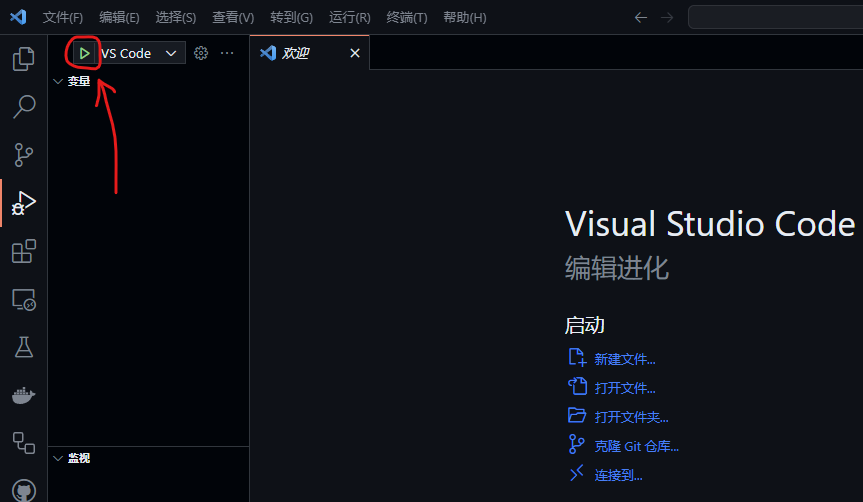 文件(F) 编辑(E) 选择(S) 查看(V) 转到(G) 运行(R) 终端(T) 帮助(H)
VS Code
欢迎
变量
Visual Studio Code
编辑进化
启动
新建文件...
打开文件...
打开文件夹...
克隆 Git 仓库...
连接到...
监视